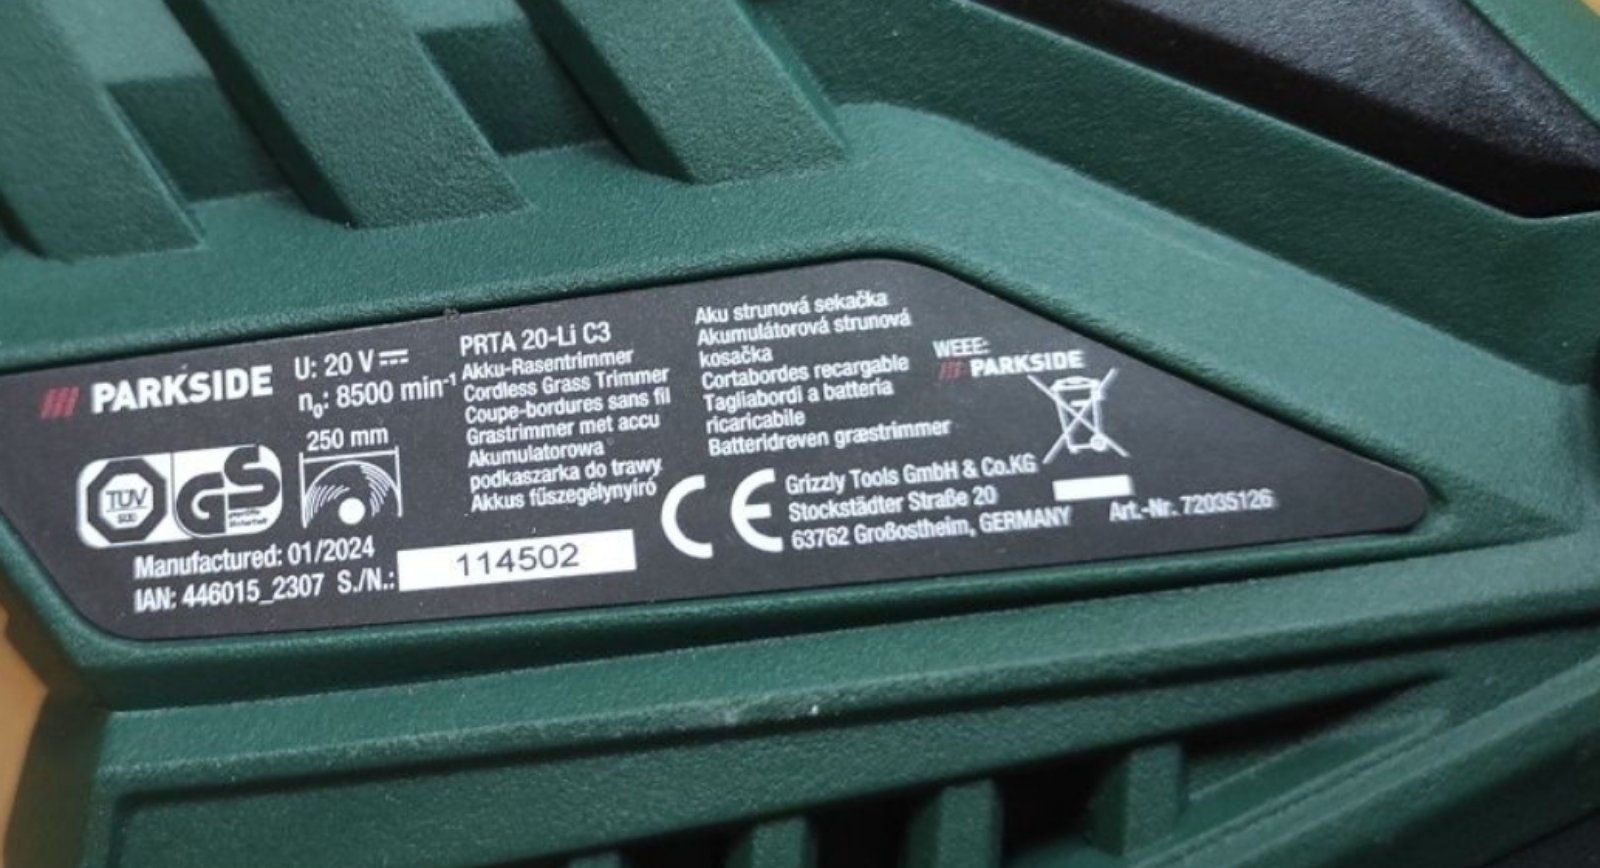 PARKSIDE
U: 20 V
n₀: 8500 min⁻¹
250 mm
TÜV
SÜD
GS
Manufactured: 01/2024
IAN: 446015_2307 S./N.: 114502
PRTA 20-Li C3
Akku-Rasentrimmer
Cordless Grass Trimmer
Coupe-bordures sans fil
Grastrimmer met accu
Akumulatorowa
podkaszarka do trawy
Akkus fűszegélynyíró
Aku strunová sekačka
Akumulátorová strunová
kosačka
Cortabordes recargable
Tagliabordi a batteria
ricaricabile
Batteridreven græstrimmer
CE
Grizzly Tools GmbH & Co.KG
Stockstädter Straße 20
63762 Großostheim, GERMANY
WEEE:
PARKSIDE
Art.-Nr. 72035126